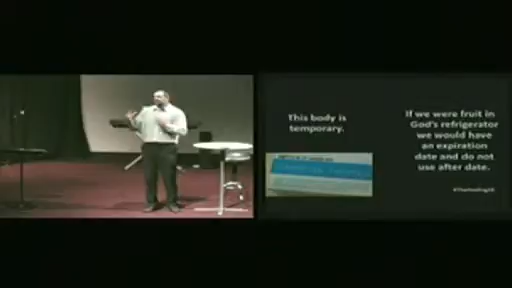 This body is
temporary.
If we were fruit in
God's refrigerator
we would have
an expiration
date and do not
use after date.